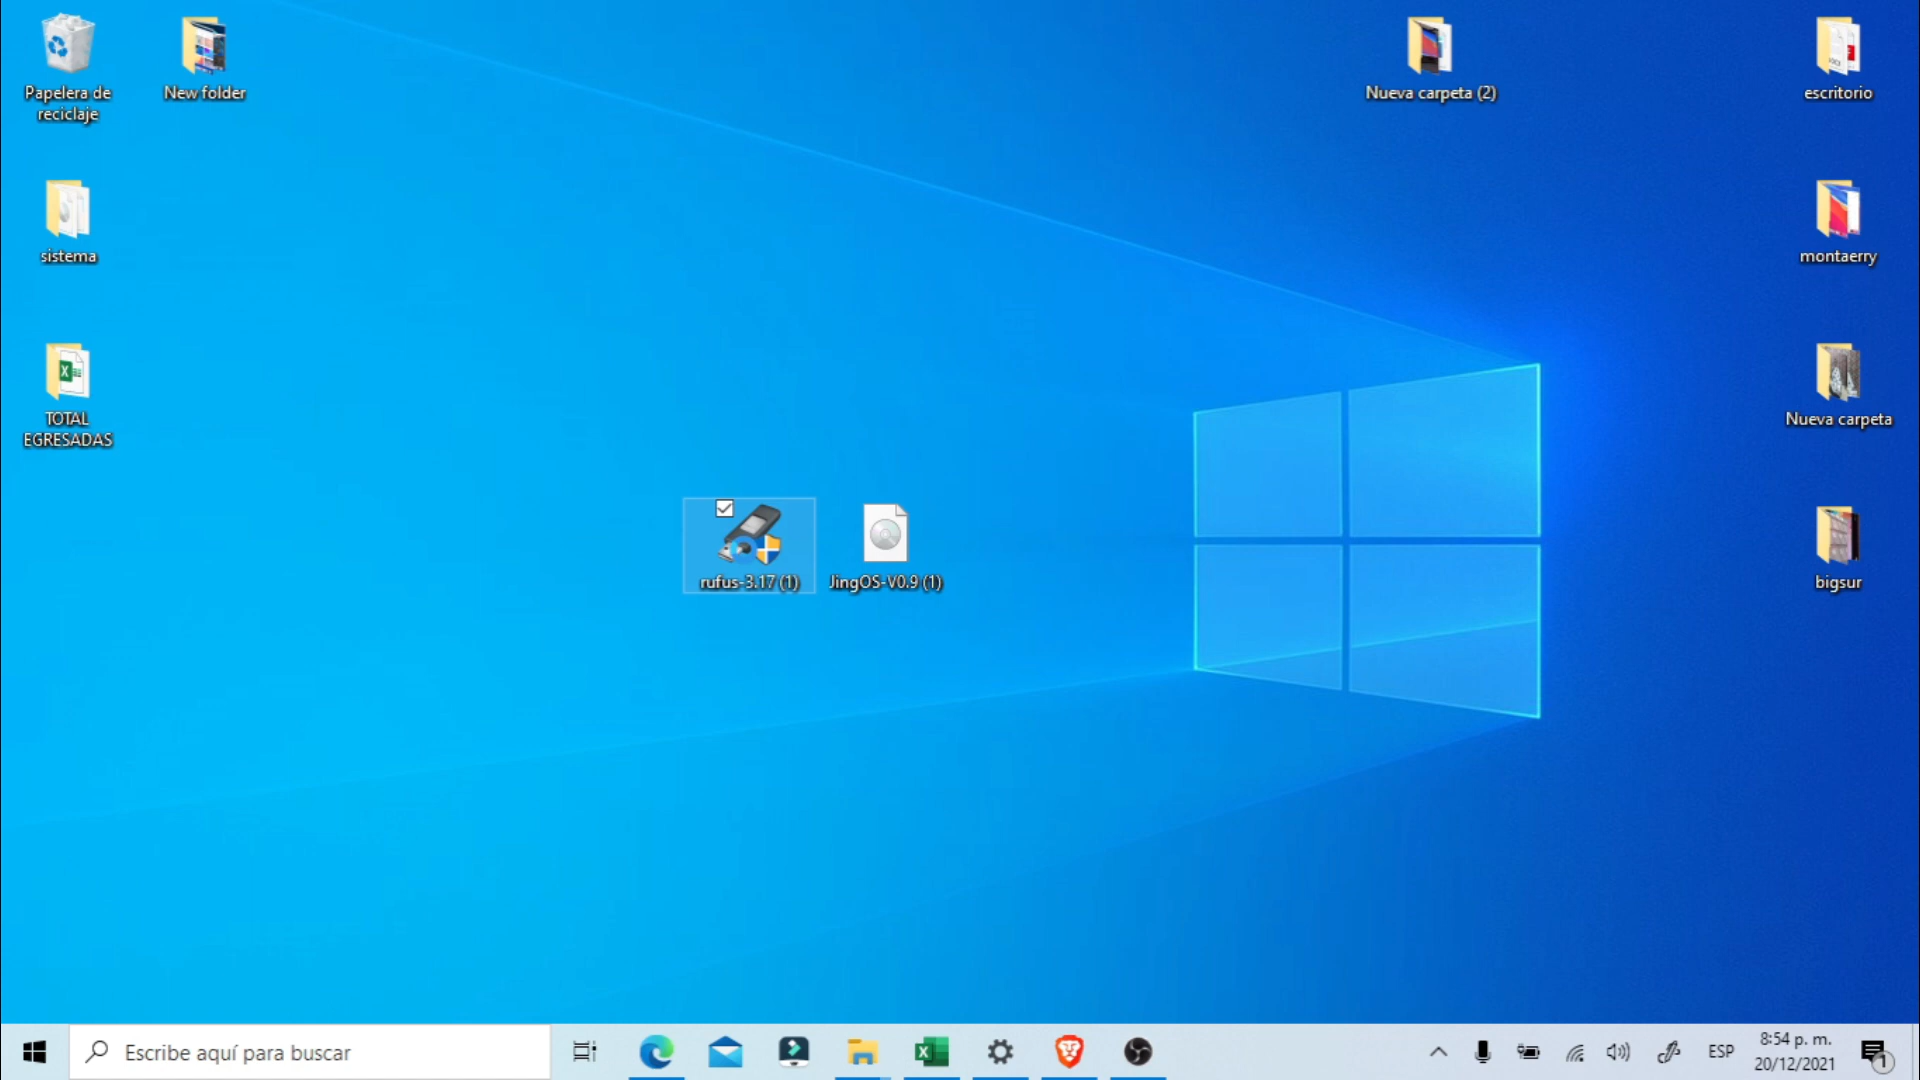 Papelera de
reciclaje
New folder
Nueva carpeta (2)
escritorio
sistema
montaerry
TOTAL
EGRESADAS
Nueva carpeta
rufus-3.17 (1)
JingOS-V0.9 (1)
bigsur
Escribe aquí para buscar
ESP
8:54 p. m.
20/12/2021
1